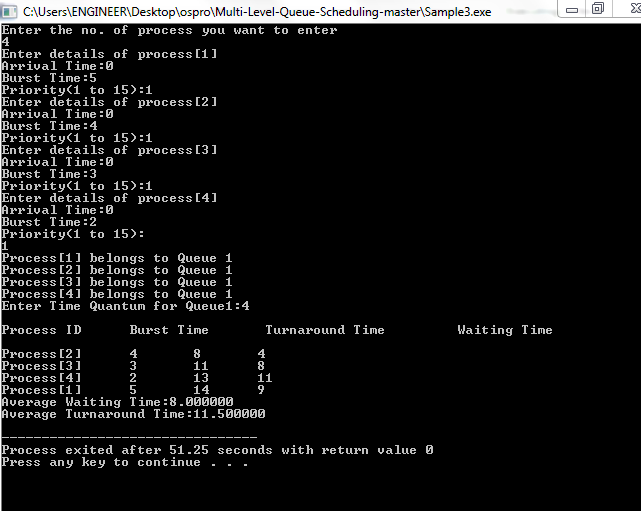 C:\Users\ENGINEER\Desktop\ospro\Multi-Level-Queue-Scheduling-master\Sample3.exe
Enter the no. of process you want to enter
4
Enter details of process[1]
Arrival Time:0
Burst Time:5
Priority(1 to 15):1
Enter details of process[2]
Arrival Time:0
Burst Time:4
Priority(1 to 15):1
Enter details of process[3]
Arrival Time:0
Burst Time:3
Priority(1 to 15):1
Enter details of process[4]
Arrival Time:0
Burst Time:2
Priority(1 to 15):
1
Process[1] belongs to Queue 1
Process[2] belongs to Queue 1
Process[3] belongs to Queue 1
Process[4] belongs to Queue 1
Enter Time Quantum for Queue1:4
Process ID      Burst Time       Turnaround Time         Waiting Time
Process[2]      4       8       4
Process[3]      3       11      8
Process[4]      2       13      11
Process[1]      5       14      9
Average Waiting Time:8.000000
Average Turnaround Time:11.500000
--------------------------------
Process exited after 51.25 seconds with return value 0
Press any key to continue . . .